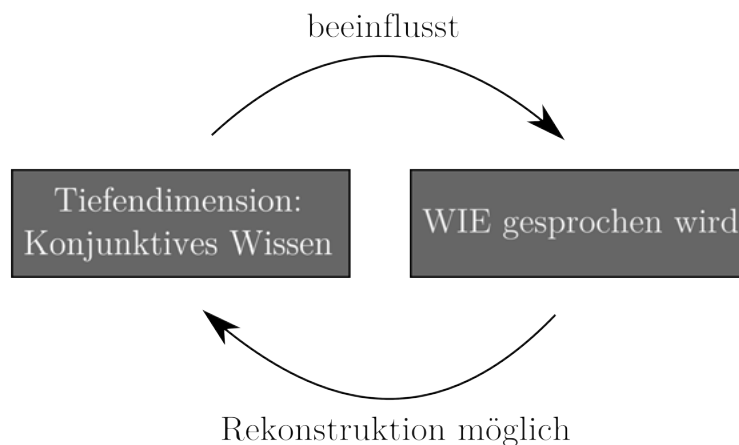 beeinflusst
Tiefendimension:
Konjunktives Wissen
WIE gesprochen wird
Rekonstruktion möglich